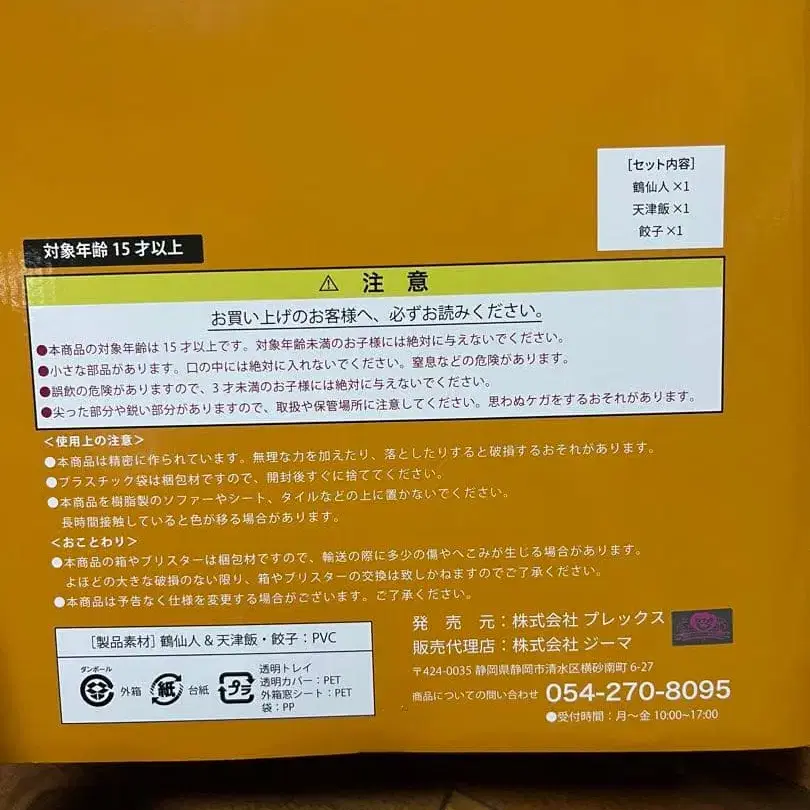 [セット内容]
鶴仙人×1
天津飯×1
餃子×1
対象年齢 15 才以上
⚠ 注 意
お買い上げのお客様へ、必ずお読みください。
●本商品の対象年齢は 15 才以上です。対象年齢未満のお子様には絶対に与えないでください。
●小さな部品があります。口の中には絶対に入れないでください。窒息などの危険があります。
●誤飲の危険がありますので、3 才未満のお子様には絶対に与えないでください。
●尖った部分や鋭い部分がありますので、取扱や保管場所に注意してください。思わぬケガをするおそれがあります。
<使用上の注意>
●本商品は精密に作られています。無理な力を加えたり、落としたりすると破損するおそれがあります。
●プラスチック袋は梱包材ですので、開封後すぐに捨ててください。
●本商品を樹脂製のソファーやシート、タイルなどの上に置かないでください。
長時間接触していると色が移る場合があります。
<おことわり>
●本商品の箱やブリスターは梱包材ですので、輸送の際に多少の傷やへこみが生じる場合があります。
よほどの大きな破損のない限り、箱やブリスターの交換は致しかねますのでご了承ください。
●本商品は予告なく仕様を変更する場合がございます。ご了承ください。
[製品素材] 鶴仙人 & 天津飯・餃子:PVC
ダンボール
外箱
紙
台紙
プラ
透明トレイ
透明カバー:PET
外箱窓シート:PET
袋:PP
発 売 元:株式会社 プレックス
販売代理店:株式会社 ジーマ
〒424-0035 静岡県静岡市清水区横砂南町 6-27
商品についての問い合わせ 054-270-8095
●受付時間:月〜金 10:00~17:00